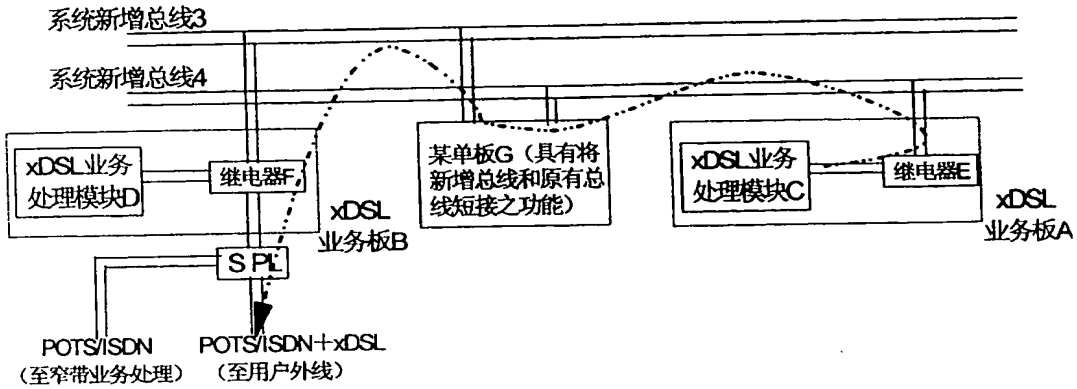 系统新增总线3
系统新增总线4
xDSL业务
处理模块D
继电器F
xDSL
业务板B
某单板G（具有将
新增总线和原有总
线短接之功能）
xDSL业务
处理模块C
继电器E
xDSL
业务板A
SPL
POTS/ISDN
（至窄带业务处理）
POTS/ISDN＋xDSL
（至用户外线）